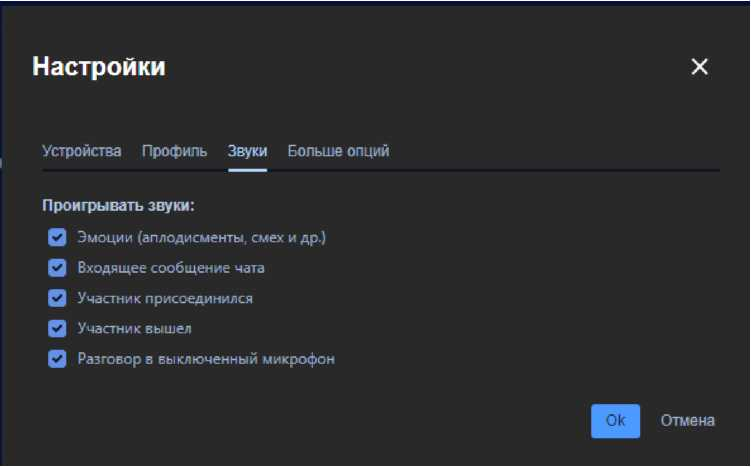 Настройки
Устройства Профиль Звуки Больше опций
Проигрывать звуки:
Эмоции (аплодисменты, смех и др.)
Входящее сообщение чата
Участник присоединился
Участник вышел
Разговор в выключенный микрофон
Ok Отмена